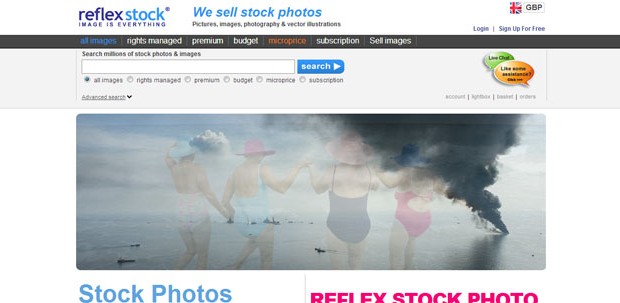 reflexstock®
IMAGE IS EVERYTHING
We sell stock photos
Pictures, images, photography & vector illustrations
GBP
Login | Sign Up For Free
all images | rights managed | premium | budget | microprice | subscription | Sell images
Search millions of stock photos & images
search
all images rights managed premium budget microprice subscription
Advanced search
Live Chat
Like some
assistance?
Click me
account | lightbox | basket | orders
Stock Photos
REFLEX STOCK PHOTO